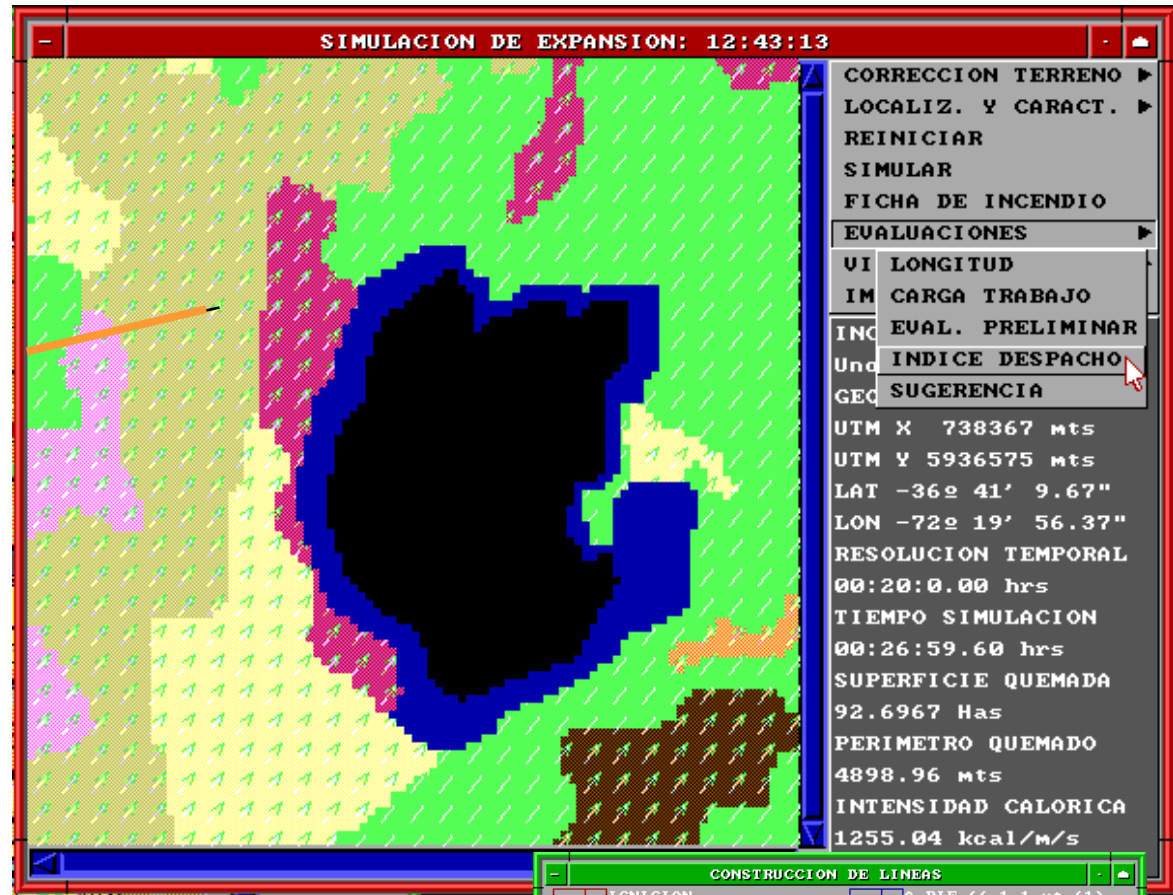 SIMULACION DE EXPANSION: 12:43:13
CORRECCION TERRENO
LOCALIZ. Y CARACT.
REINICIAR
SIMULAR
FICHA DE INCENDIO
EVALUACIONES
VI
LONGITUD
IM
CARGA TRABAJO
EVAL. PRELIMINAR
INDICE DESPACHO
SUGERENCIA
UTM X 738367 mts
UTM Y 5936575 mts
LAT -36º 41' 9.67"
LON -72º 19' 56.37"
RESOLUCION TEMPORAL
00:20:0.00 hrs
TIEMPO SIMULACION
00:26:59.60 hrs
SUPERFICIE QUEMADA
92.6967 Has
PERIMETRO QUEMADO
4898.96 mts
INTENSIDAD CALORICA
1255.04 kcal/m/s
CONSTRUCCION DE LINEAS
IGNICION